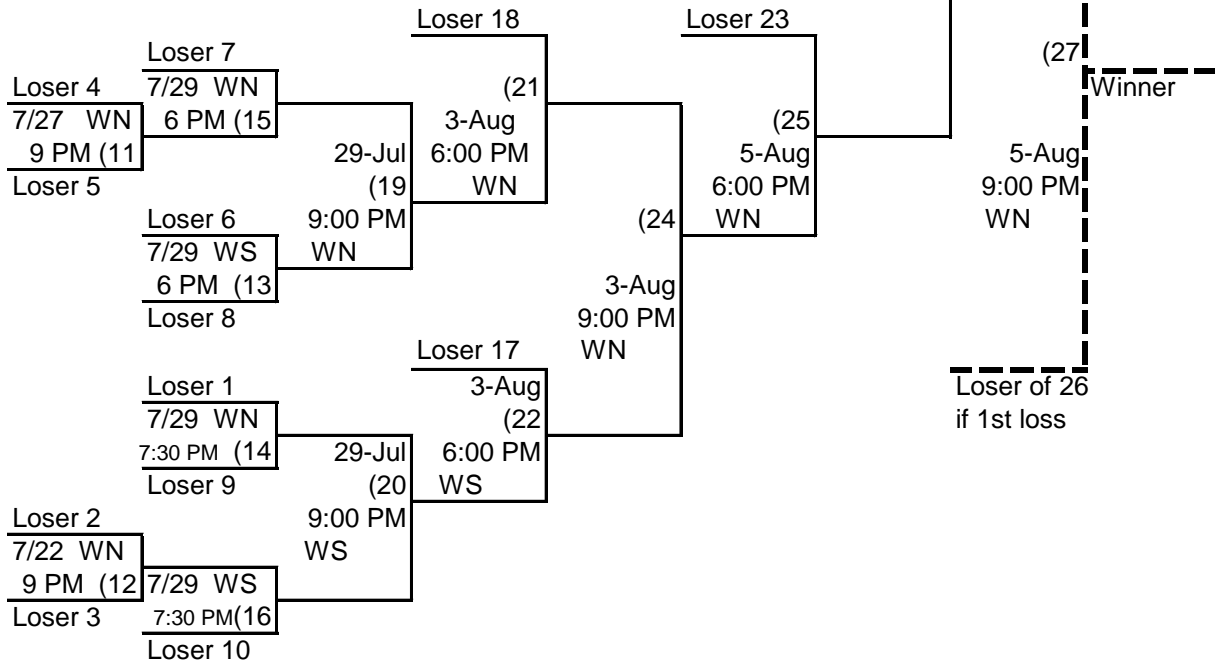 Loser 18
Loser 23
Loser 7
(27
Loser 4
7/29 WN
(21
Winner
7/27 WN
6 PM (15
3-Aug
(25
9 PM (11
29-Jul
6:00 PM
5-Aug
5-Aug
Loser 5
(19
WN
6:00 PM
9:00 PM
Loser 6
9:00 PM
(24
WN
WN
7/29 WS
WN
6 PM (13
3-Aug
Loser 8
9:00 PM
Loser 17
WN
Loser 1
3-Aug
Loser of 26
7/29 WN
(22
if 1st loss
7:30 PM (14
29-Jul
6:00 PM
Loser 9
(20
WS
Loser 2
9:00 PM
7/22 WN
WS
9 PM (12
7/29 WS
Loser 3
7:30 PM(16
Loser 10